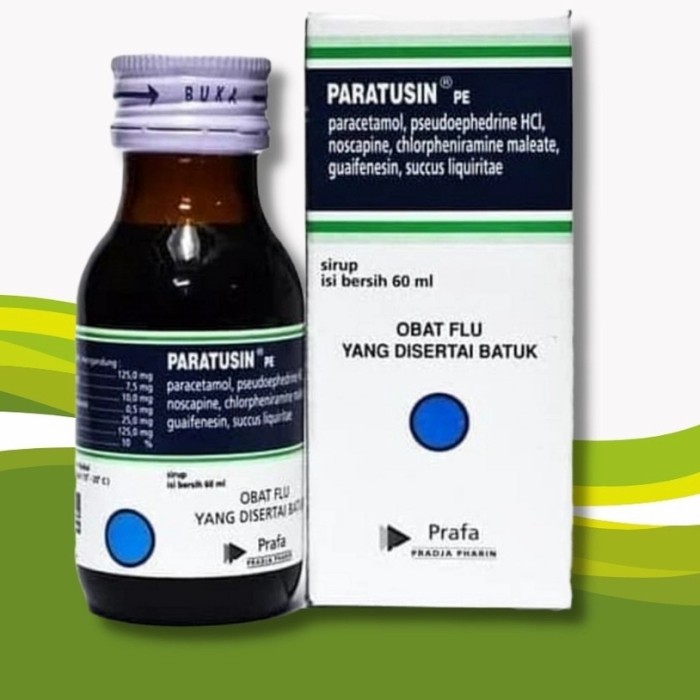 BUKA
PARATUSIN® PE
paracetamol, pseudoephedrine HCl,
noscapine, chlorpheniramine maleate,
guaifenesin, succus liquiritae
sirup
isi bersih 60 ml
OBAT FLU
YANG DISERTAI BATUK
Prafa
PRADJA PHARIN
mengandung :
125,0 mg
7,5 mg
10,0 mg
0,5 mg
25,0 mg
125,0 mg
10 %
PARATUSIN® PE
paracetamol, pseudoephedrine
noscapine, chlorpheniramine
guaifenesin, succus liquiritae
sirup
isi bersih 60 ml
OBAT FLU
YANG DISERTAI
Prafa
PRADJA PHARIN